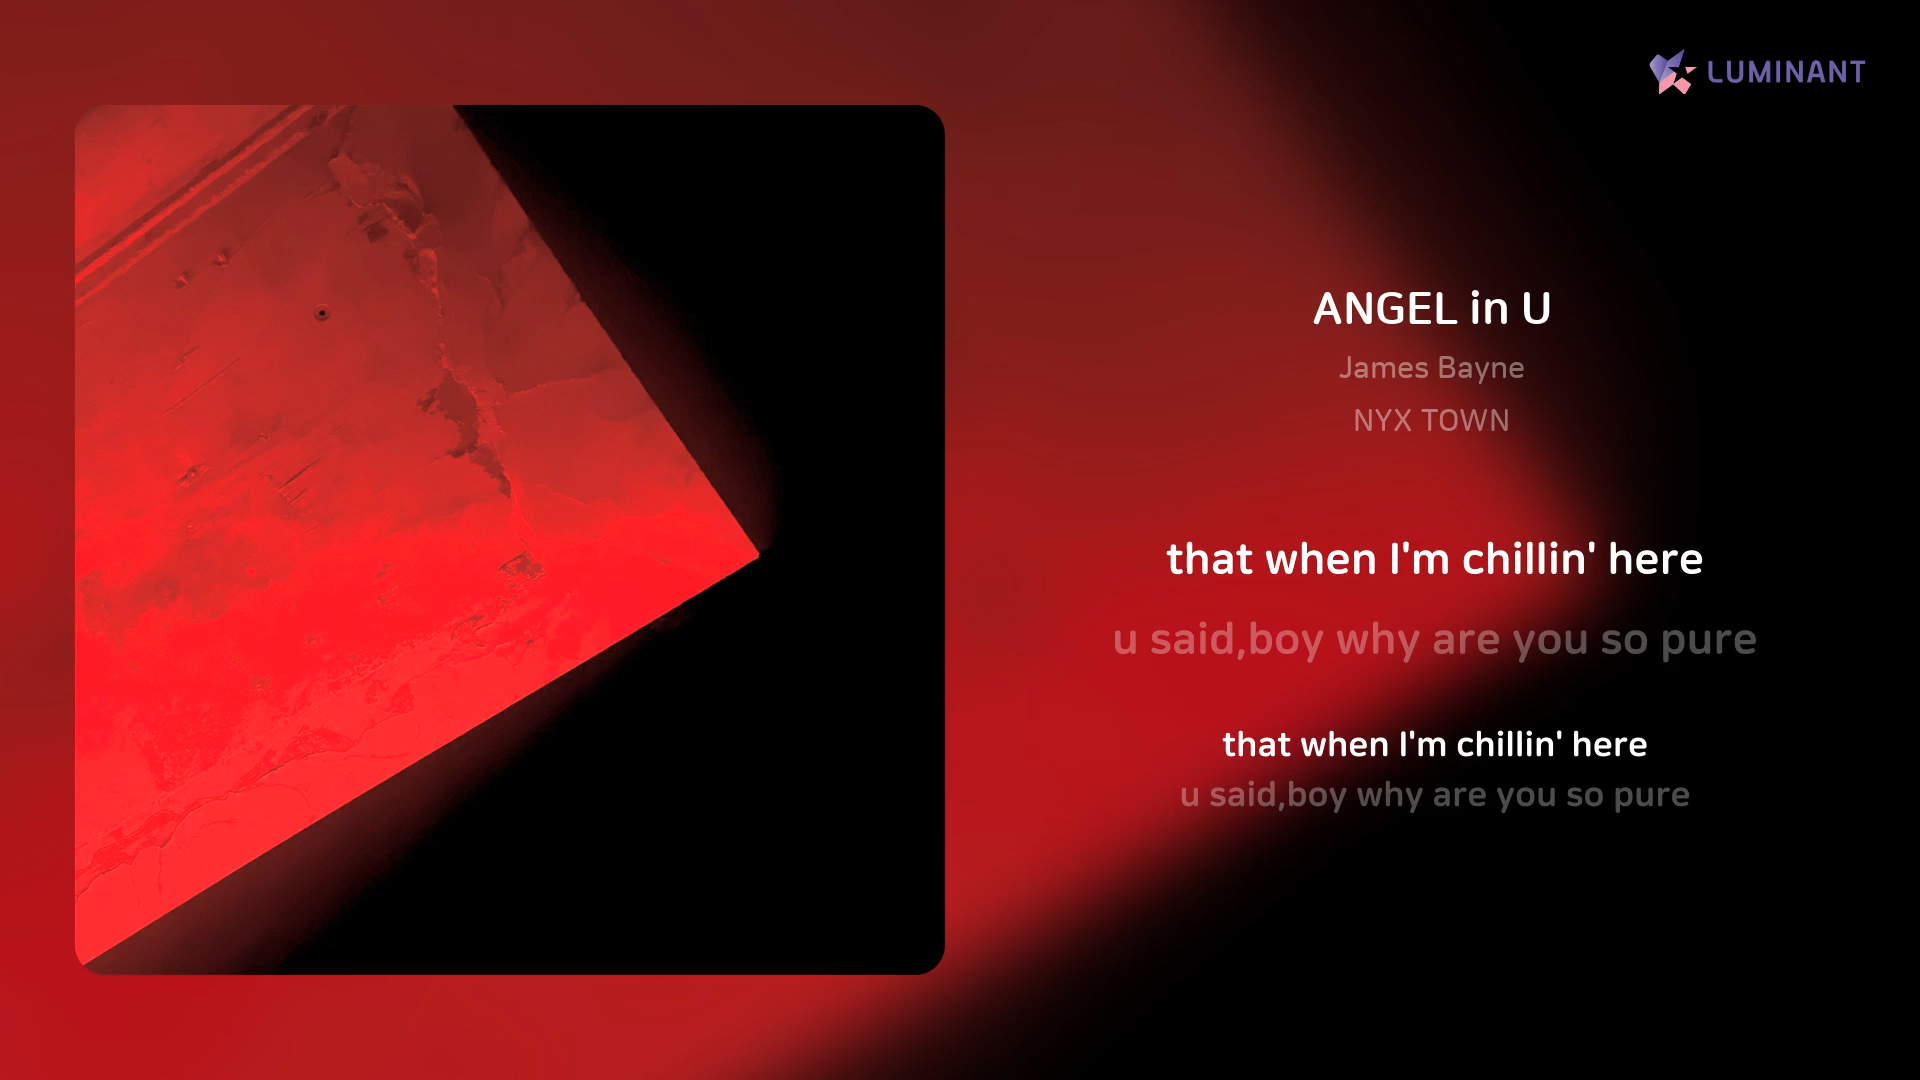 LUMINANT
ANGEL in U
James Bayne
NYX TOWN
that when I'm chillin' here
u said,boy why are you so pure
that when I'm chillin' here
u said,boy why are you so pure